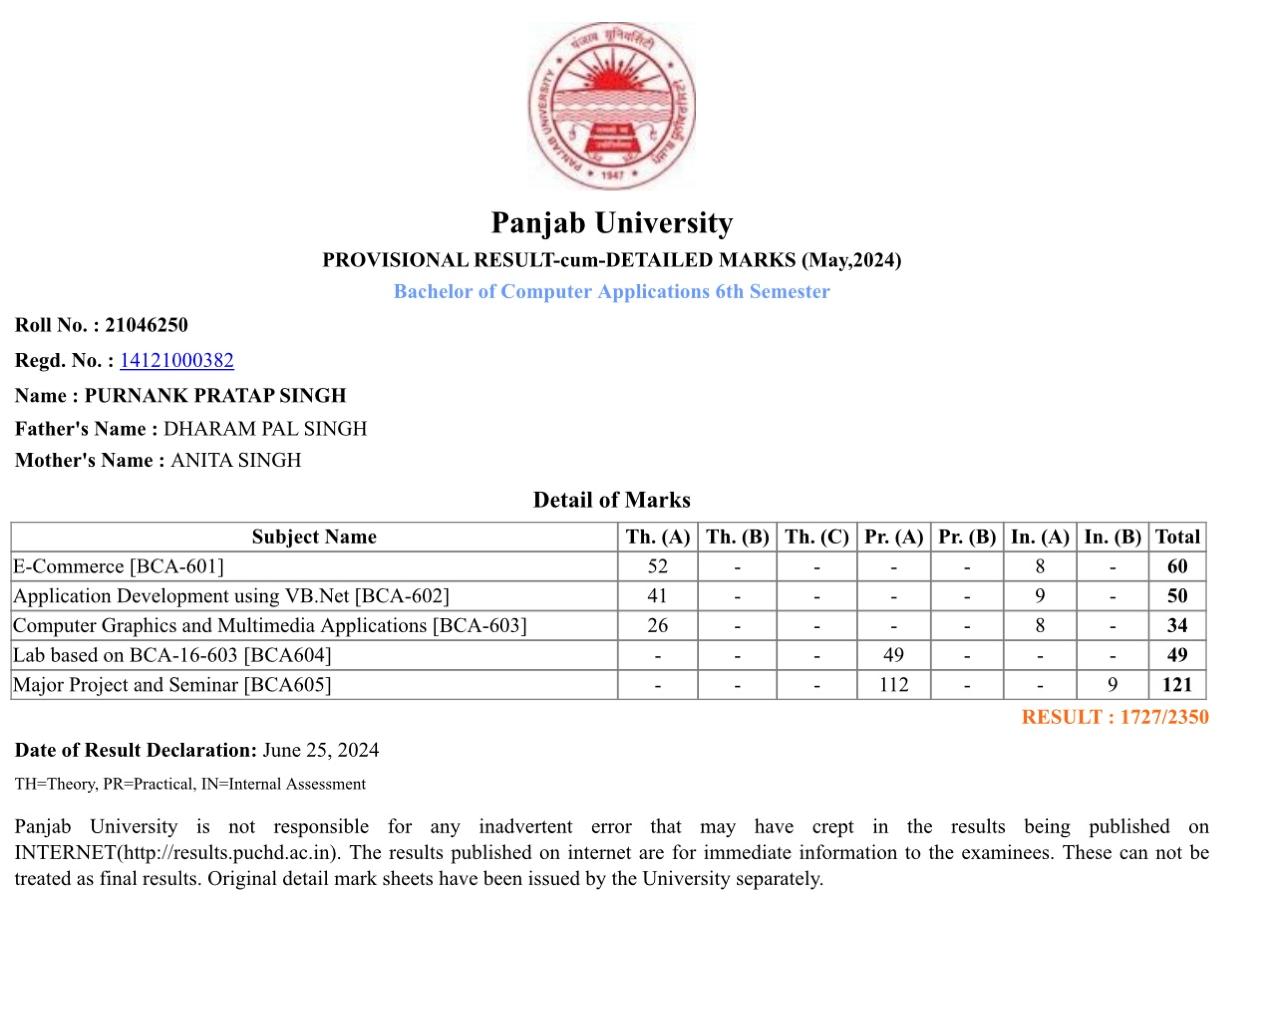 पंजाब यूनिवर्सिटी
PANJAB UNIVERSITY
1947
Panjab University
PROVISIONAL RESULT-cum-DETAILED MARKS (May,2024)
Bachelor of Computer Applications 6th Semester
Roll No. : 21046250
Regd. No. : 14121000382
Name : PURNANK PRATAP SINGH
Father's Name : DHARAM PAL SINGH
Mother's Name : ANITA SINGH
Detail of Marks
Subject Name Th. (A) Th. (B) Th. (C) Pr. (A) Pr. (B) In. (A) In. (B) Total
E-Commerce [BCA-601] 52 - - - - 8 - 60
Application Development using VB.Net [BCA-602] 41 - - - - 9 - 50
Computer Graphics and Multimedia Applications [BCA-603] 26 - - - - 8 - 34
Lab based on BCA-16-603 [BCA604] - - - 49 - - - 49
Major Project and Seminar [BCA605] - - - 112 - - 9 121
RESULT : 1727/2350
Date of Result Declaration: June 25, 2024
TH=Theory, PR=Practical, IN=Internal Assessment
Panjab University is not responsible for any inadvertent error that may have crept in the results being published on
INTERNET(http://results.puchd.ac.in). The results published on internet are for immediate information to the examinees. These can not be
treated as final results. Original detail mark sheets have been issued by the University separately.